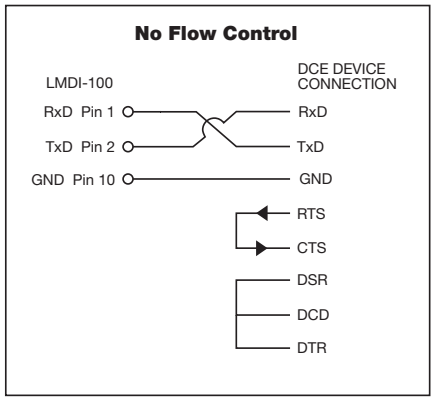 No Flow Control
LMDI-100
DCE DEVICE
CONNECTION
RxD Pin 1
RxD
TxD Pin 2
TxD
GND Pin 10
GND
RTS
CTS
DSR
DCD
DTR